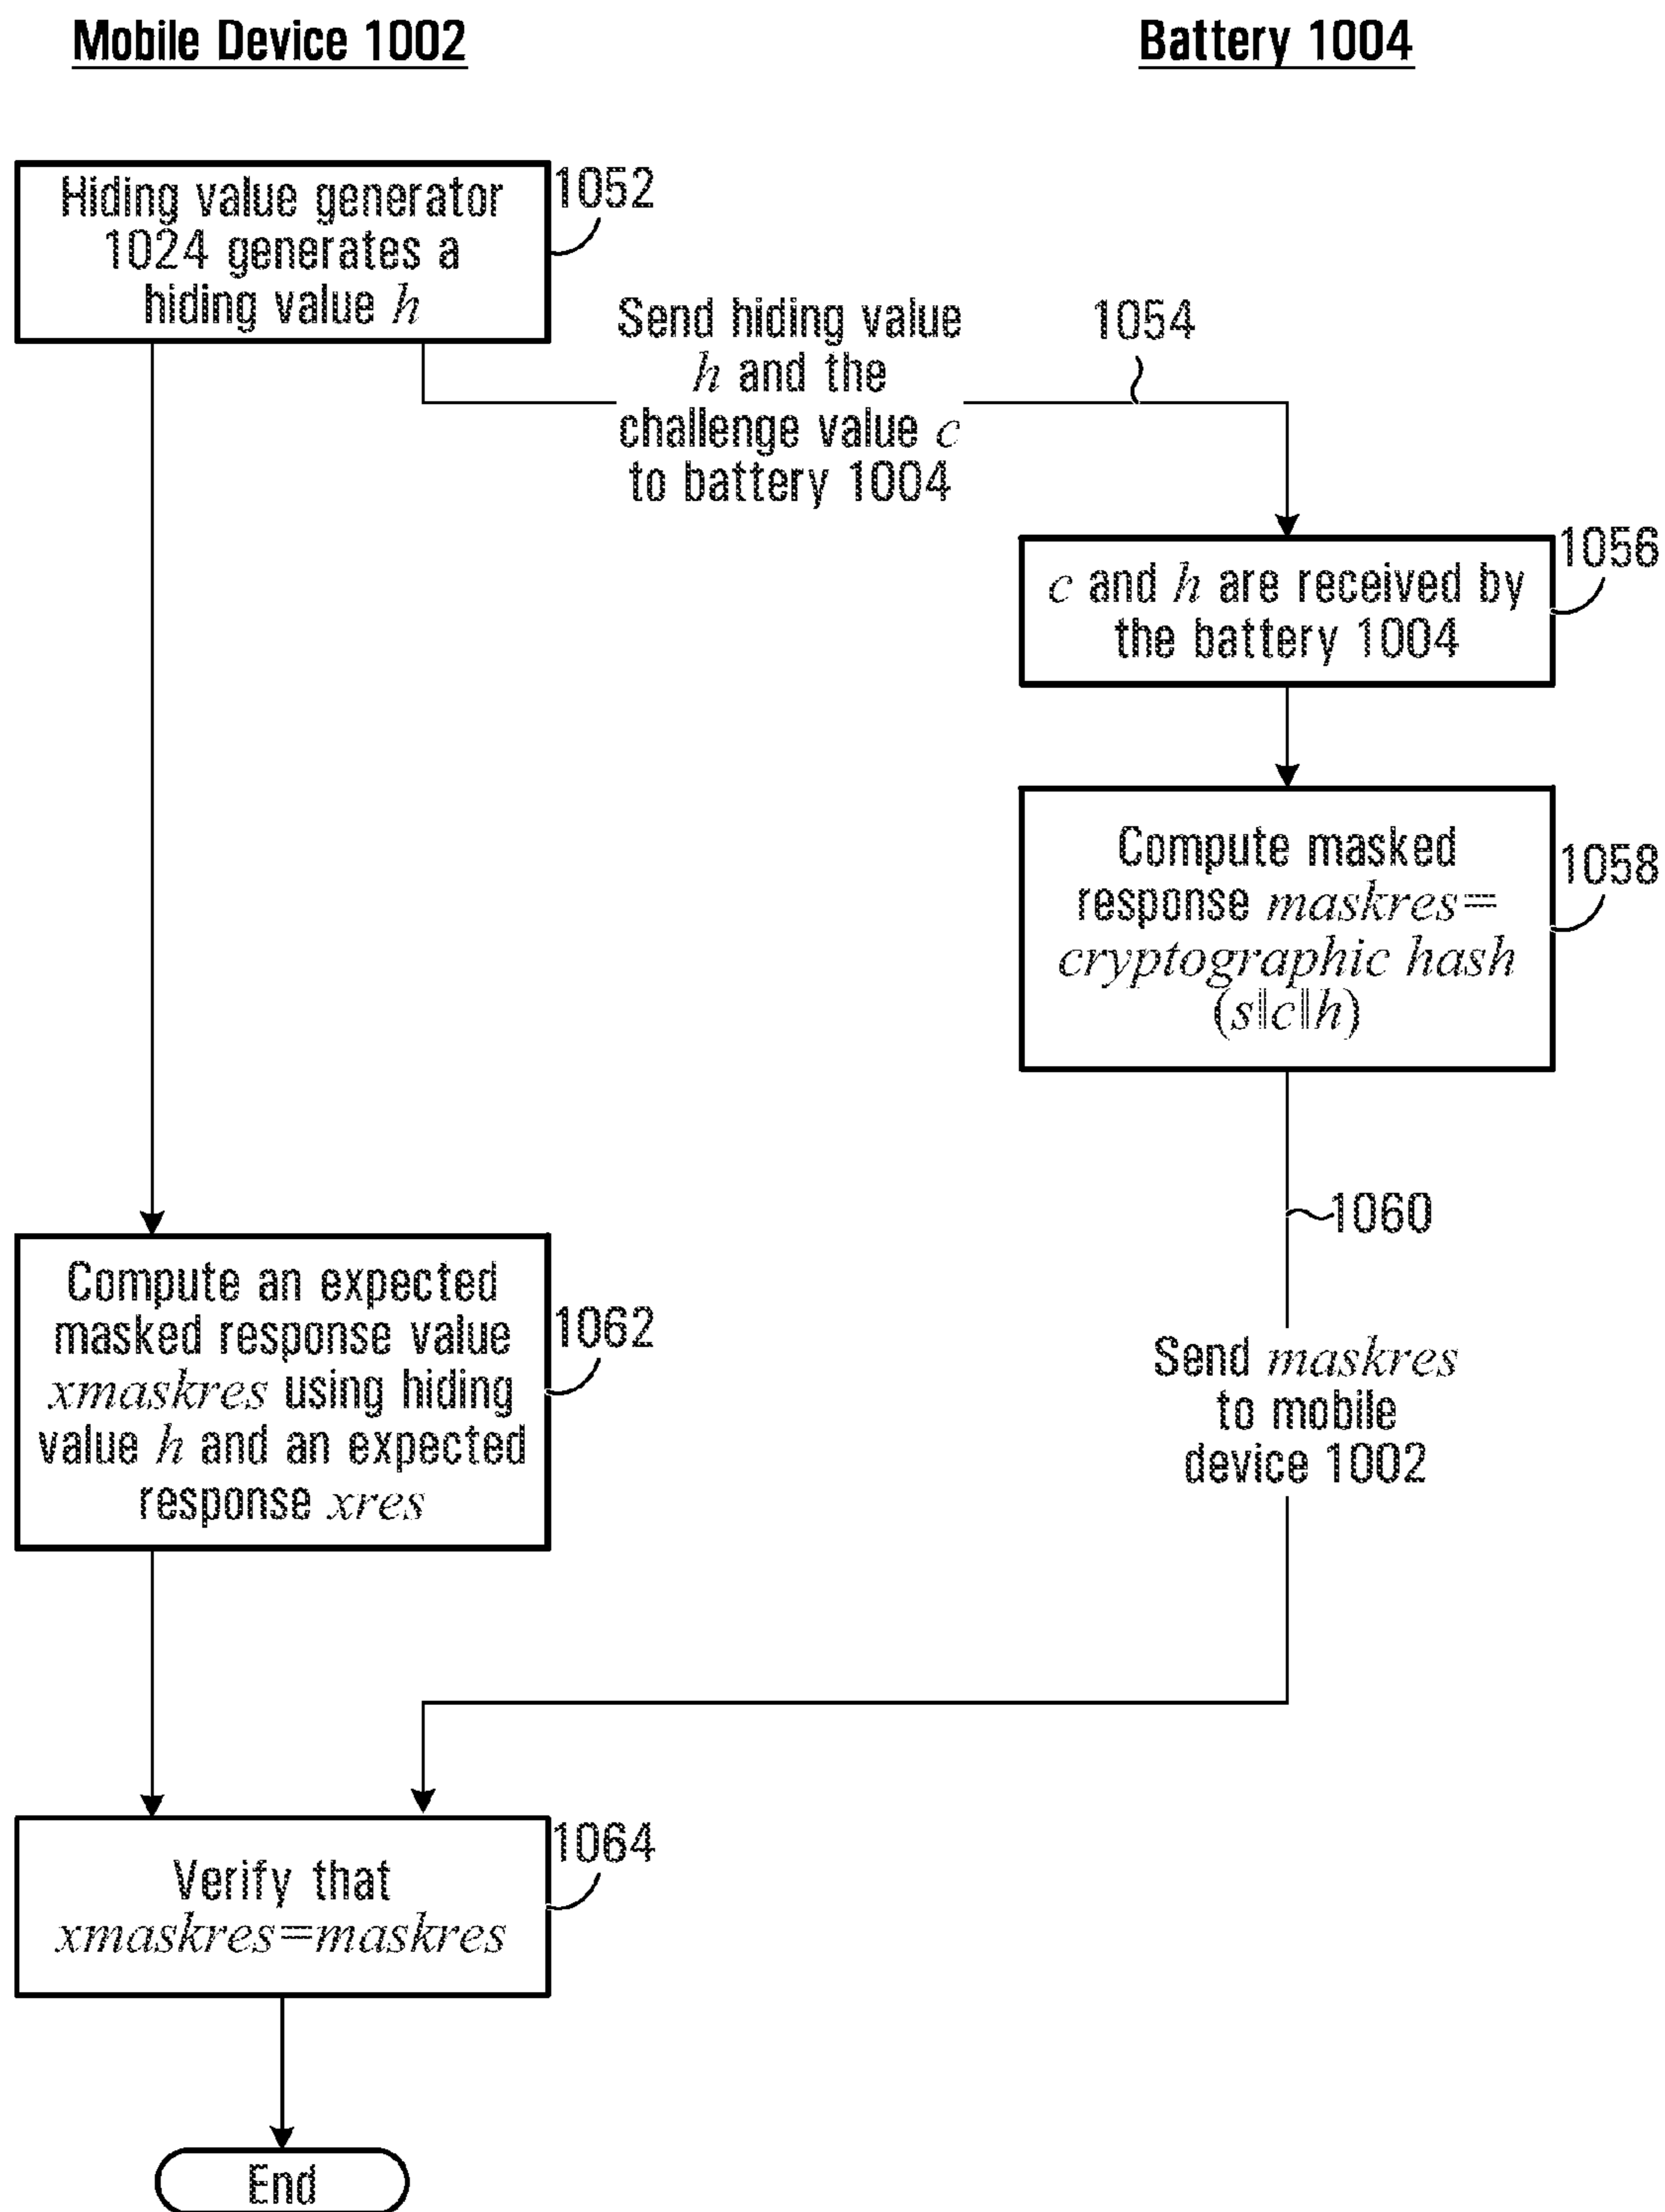 Mobile Device 1002
Battery 1004
Hiding value generator
1024 generates a
hiding value h
1052
Send hiding value
h and the
challenge value c
to battery 1004
1054
c and h are received by
the battery 1004
1056
Compute masked
response maskres=
cryptographic hash
(s||c||h)
1058
1060
Send maskres
to mobile
device 1002
Compute an expected
masked response value
xmaskres using hiding
value h and an expected
response xres
1062
Verify that
xmaskres=maskres
1064
End